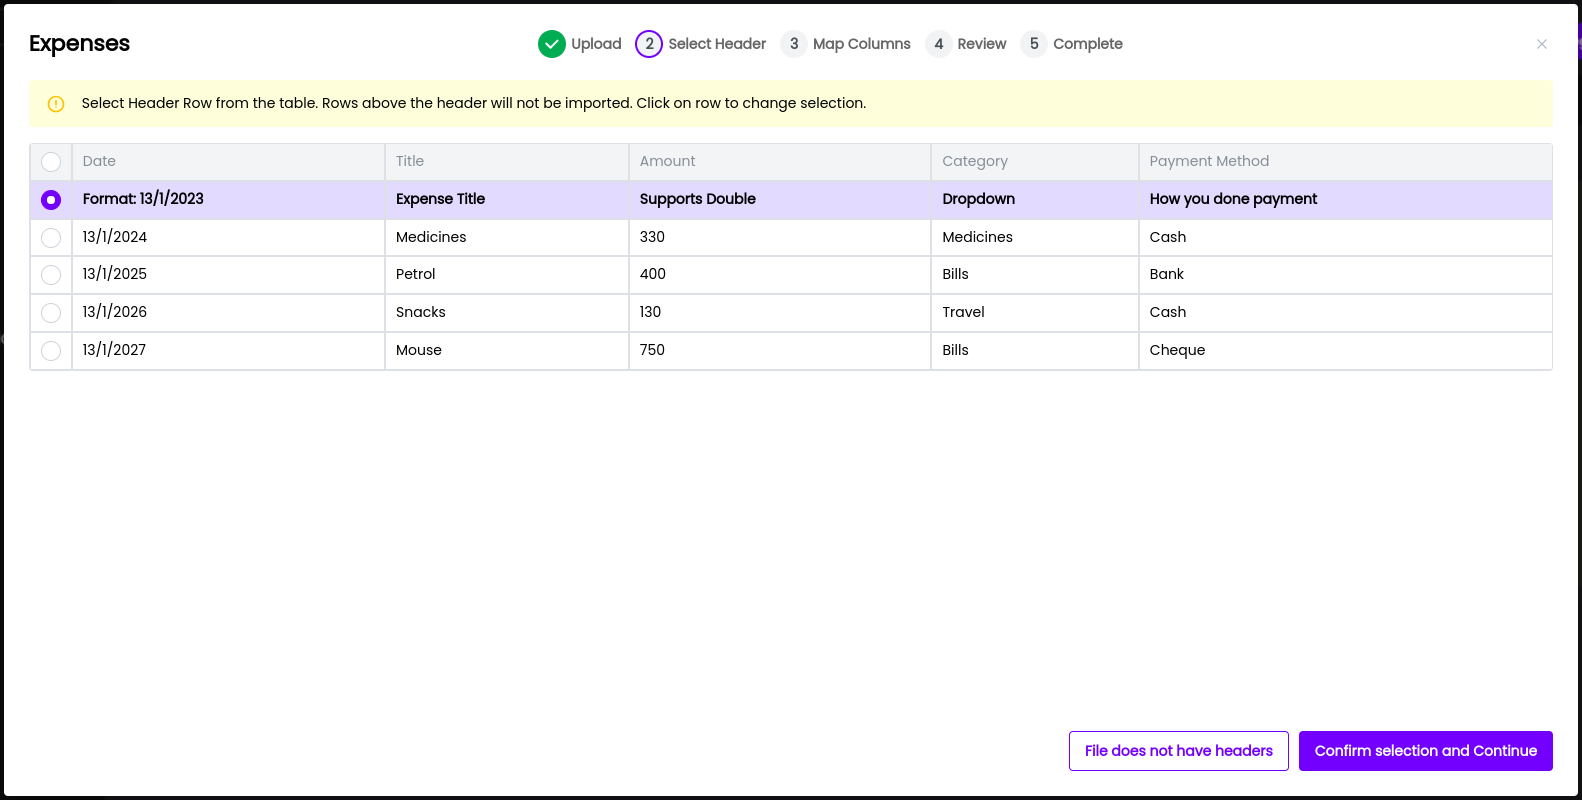 Expenses
Upload 2 Select Header 3 Map Columns 4 Review 5 Complete
Select Header Row from the table. Rows above the header will not be imported. Click on row to change selection.
Date Title Amount Category Payment Method
Format: 13/1/2023 Expense Title Supports Double Dropdown How you done payment
13/1/2024 Medicines 330 Medicines Cash
13/1/2025 Petrol 400 Bills Bank
13/1/2026 Snacks 130 Travel Cash
13/1/2027 Mouse 750 Bills Cheque
File does not have headers Confirm selection and Continue